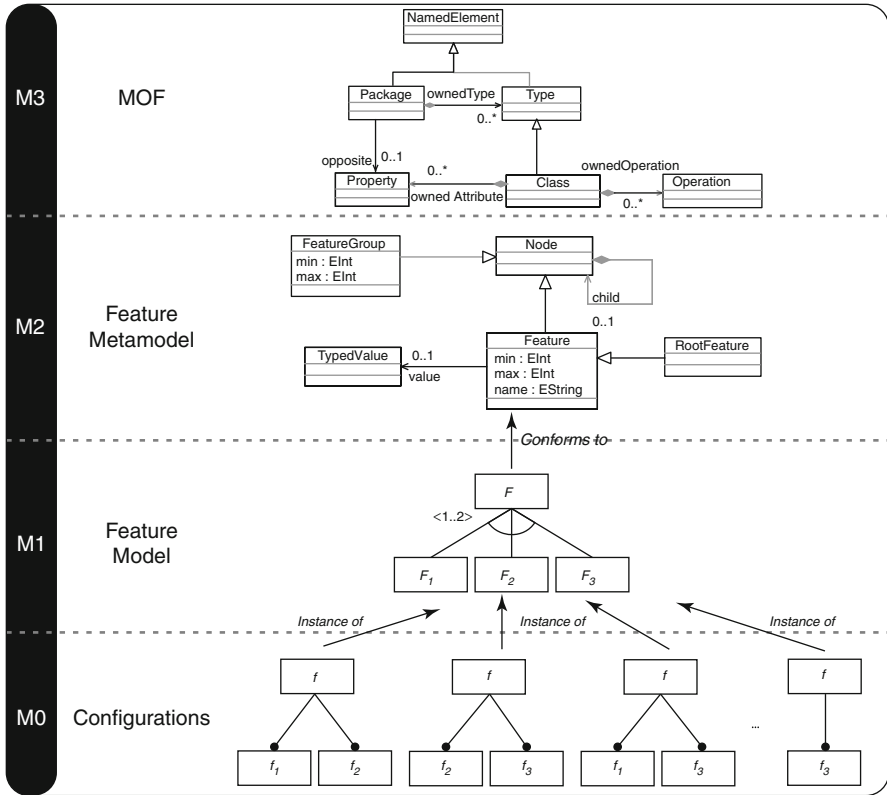 NamedElement
M3
MOF
Package
ownedType
0..*
Type
opposite
0..1
0..*
ownedOperation
Property
owned Attribute
Class
0..*
Operation
FeatureGroup
min : EInt
max : EInt
Node
child
0..1
M2
Feature
Metamodel
TypedValue
0..1
value
Feature
min : EInt
max : EInt
name : EString
RootFeature
Conforms to
M1
Feature
Model
F
<1..2>
F1
F2
F3
Instance of
Instance of
Instance of
M0
Configurations
f
f
f
f
...
f1
f2
f2
f3
f1
f3
f3